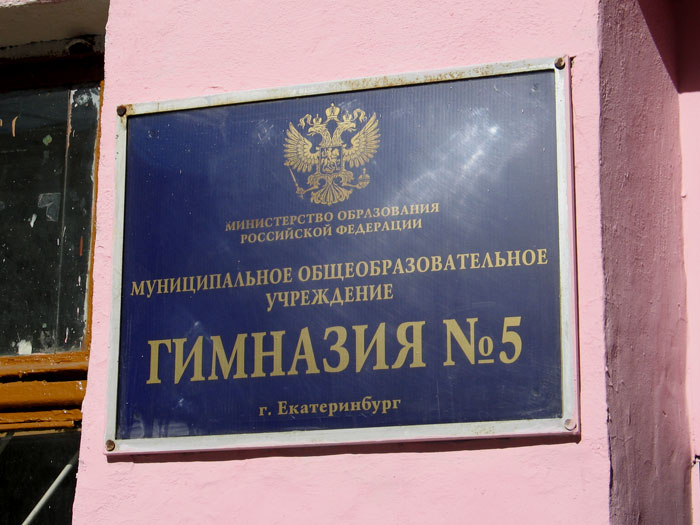 МИНИСТЕРСТВО ОБРАЗОВАНИЯ
РОССИЙСКОЙ ФЕДЕРАЦИИ
МУНИЦИПАЛЬНОЕ ОБЩЕОБРАЗОВАТЕЛЬНОЕ
УЧРЕЖДЕНИЕ
ГИМНАЗИЯ №5
г. Екатеринбург